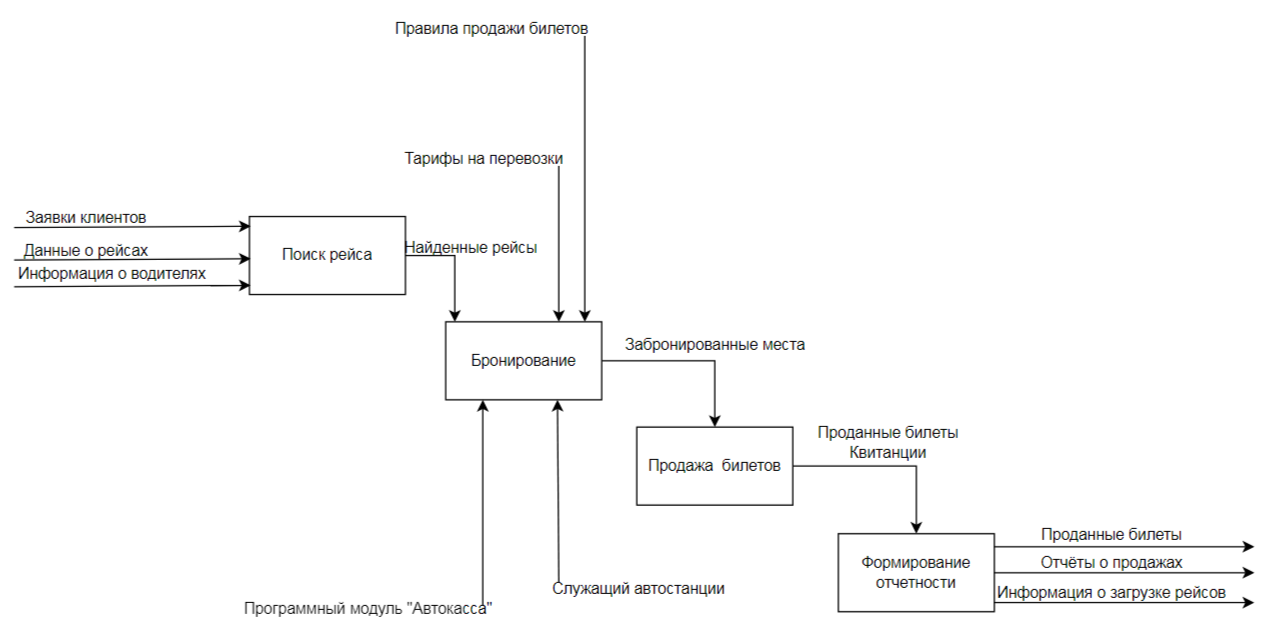 Правила продажи билетов
Тарифы на перевозки
Заявки клиентов
Данные о рейсах
Информация о водителях
Поиск рейса
Найденные рейсы
Бронирование
Забронированные места
Продажа билетов
Проданные билеты
Квитанции
Формирование
отчетности
Проданные билеты
Отчёты о продажах
Информация о загрузке рейсов
Служащий автостанции
Программный модуль "Автокасса"